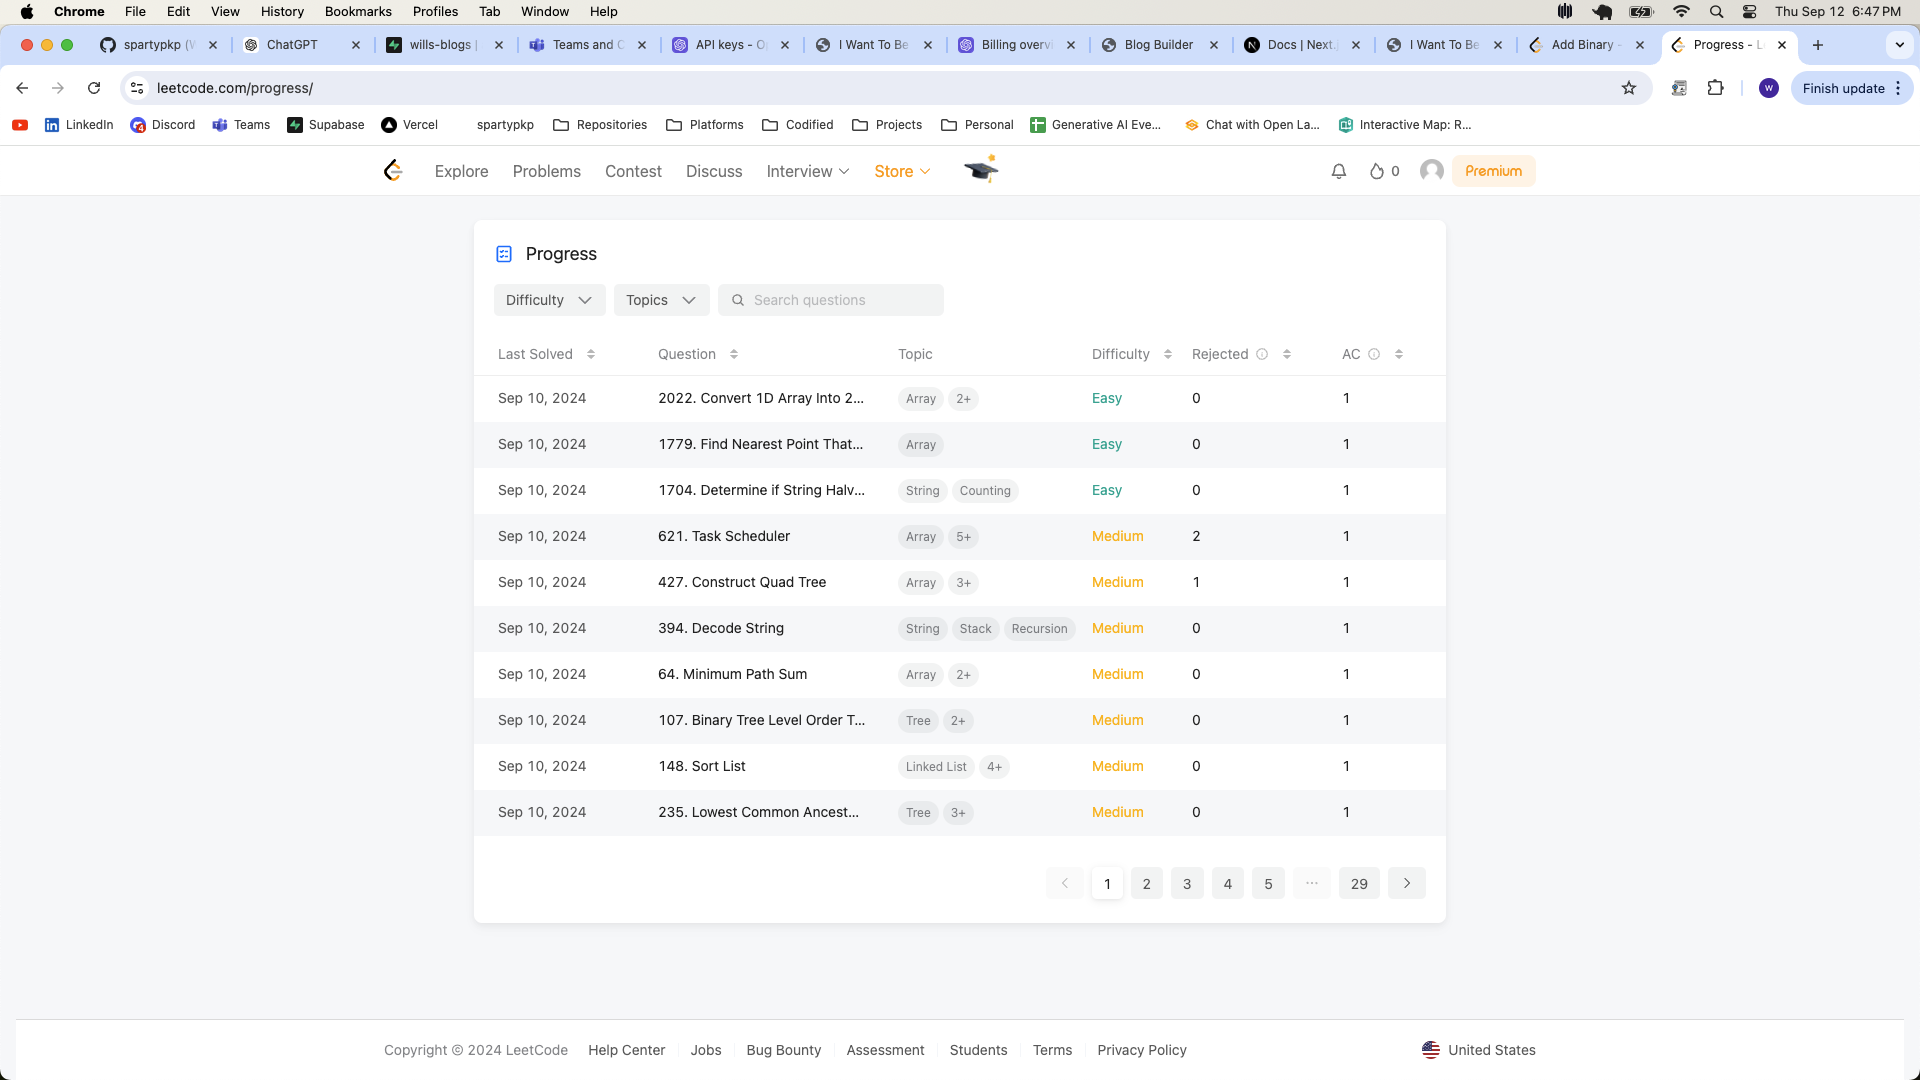 Chrome File Edit View History Bookmarks Profiles Tab Window Help Thu Sep 12 6:47 PM
spartypkp (W ChatGPT wills-blogs | Teams and C API keys - O I Want To Be Billing overvi Blog Builder Docs | Next. I Want To Be Add Binary - Progress - L
leetcode.com/progress/ W Finish update
LinkedIn Discord Teams Supabase Vercel spartypkp Repositories Platforms Codified Projects Personal Generative AI Eve... Chat with Open La... Interactive Map: R...
Explore Problems Contest Discuss Interview Store 0 Premium
Progress
Difficulty Topics Search questions
Last Solved Question Topic Difficulty Rejected AC
Sep 10, 2024 2022. Convert 1D Array Into 2... Array 2+ Easy 0 1
Sep 10, 2024 1779. Find Nearest Point That... Array Easy 0 1
Sep 10, 2024 1704. Determine if String Halv... String Counting Easy 0 1
Sep 10, 2024 621. Task Scheduler Array 5+ Medium 2 1
Sep 10, 2024 427. Construct Quad Tree Array 3+ Medium 1 1
Sep 10, 2024 394. Decode String String Stack Recursion Medium 0 1
Sep 10, 2024 64. Minimum Path Sum Array 2+ Medium 0 1
Sep 10, 2024 107. Binary Tree Level Order T... Tree 2+ Medium 0 1
Sep 10, 2024 148. Sort List Linked List 4+ Medium 0 1
Sep 10, 2024 235. Lowest Common Ancest... Tree 3+ Medium 0 1
1 2 3 4 5 ··· 29
Copyright © 2024 LeetCode Help Center Jobs Bug Bounty Assessment Students Terms Privacy Policy United States